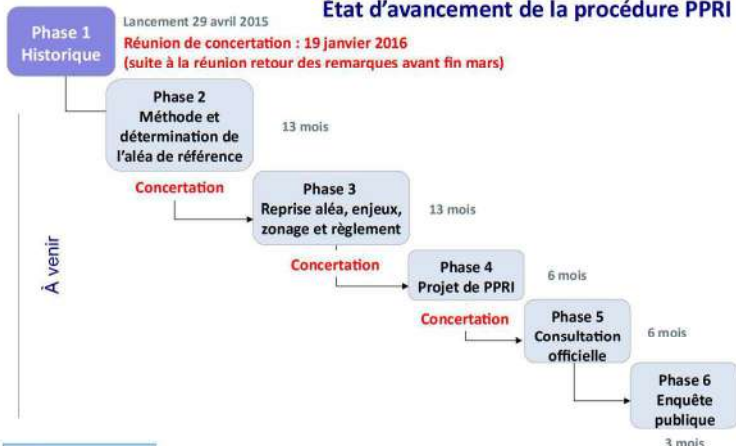 État d’avancement de la procédure PPRI
Phase 1
Historique
Lancement 29 avril 2015
Réunion de concertation : 19 janvier 2016
(suite à la réunion retour des remarques avant fin mars)
Phase 2
Méthode et
détermination de
l’aléa de référence
13 mois
Concertation
Phase 3
Reprise aléa, enjeux,
zonage et règlement
13 mois
À venir
Concertation
Phase 4
Projet de PPRI
6 mois
Concertation
Phase 5
Consultation
officielle
6 mois
Phase 6
Enquête
publique
3 mois